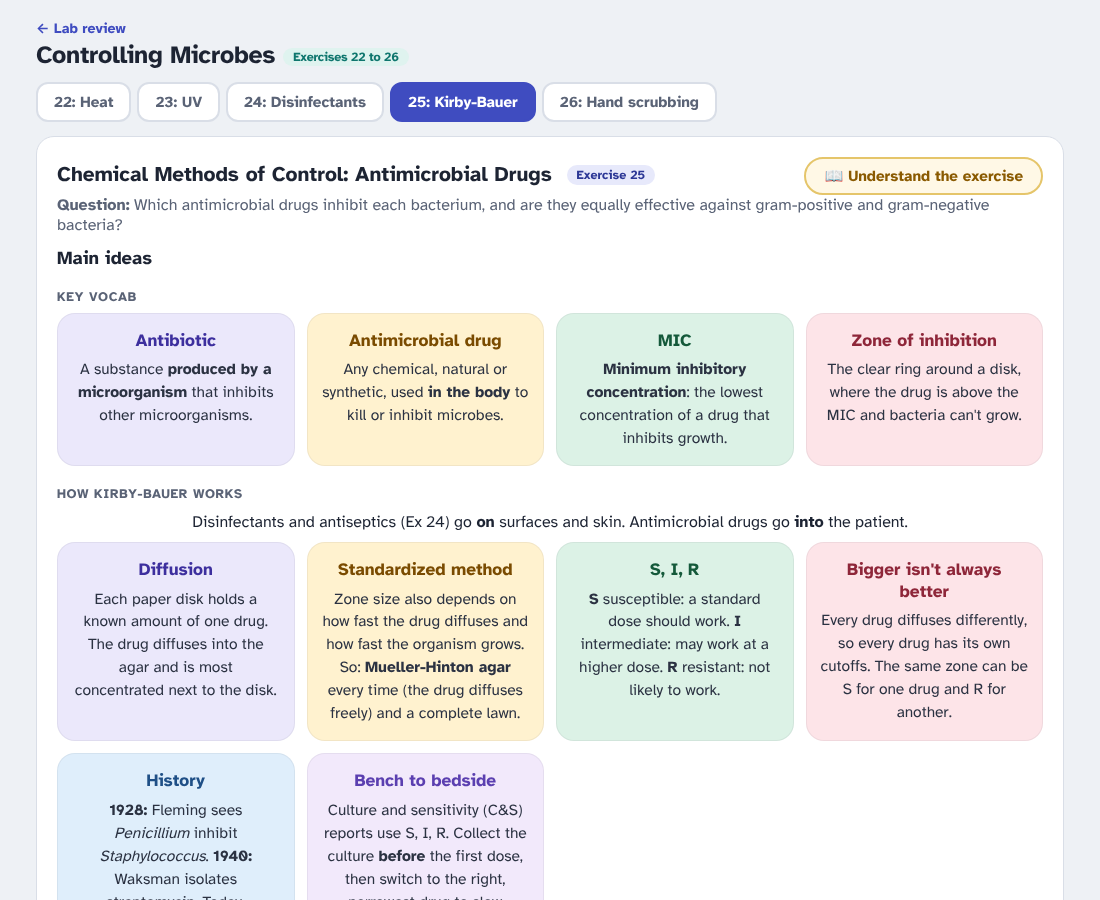 ← Lab review
Controlling Microbes Exercises 22 to 26
22: Heat 23: UV 24: Disinfectants 25: Kirby-Bauer 26: Hand scrubbing
Chemical Methods of Control: Antimicrobial Drugs Exercise 25
📖 Understand the exercise
Question: Which antimicrobial drugs inhibit each bacterium, and are they equally effective against gram-positive and gram-negative
bacteria?
Main ideas
KEY VOCAB
Antibiotic
A substance produced by a
microorganism that inhibits
other microorganisms.
Antimicrobial drug
Any chemical, natural or
synthetic, used in the body to
kill or inhibit microbes.
MIC
Minimum inhibitory
concentration: the lowest
concentration of a drug that
inhibits growth.
Zone of inhibition
The clear ring around a disk,
where the drug is above the
MIC and bacteria can't grow.
HOW KIRBY-BAUER WORKS
Disinfectants and antiseptics (Ex 24) go on surfaces and skin. Antimicrobial drugs go into the patient.
Diffusion
Each paper disk holds a
known amount of one drug.
The drug diffuses into the
agar and is most
concentrated next to the disk.
Standardized method
Zone size also depends on
how fast the drug diffuses and
how fast the organism grows.
So: Mueller-Hinton agar
every time (the drug diffuses
freely) and a complete lawn.
S, I, R
S susceptible: a standard
dose should work. I
intermediate: may work at a
higher dose. R resistant: not
likely to work.
Bigger isn't always
better
Every drug diffuses differently,
so every drug has its own
cutoffs. The same zone can be
S for one drug and R for
another.
History
1928: Fleming sees
Penicillium inhibit
Staphylococcus. 1940:
Waksman isolates
Bench to bedside
Culture and sensitivity (C&S)
reports use S, I, R. Collect the
culture before the first dose,
then switch to the right,